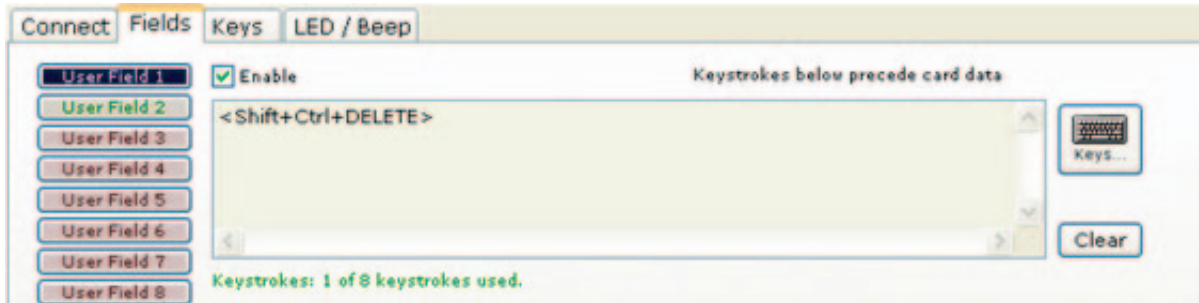 Connect Fields Keys LED / Beep
User Field 1 Enable Keystrokes below precede card data
User Field 2 <Shift+Ctrl+DELETE>
User Field 3
User Field 4 Keys...
User Field 5
User Field 6 Clear
User Field 7
User Field 8 Keystrokes: 1 of 8 keystrokes used.